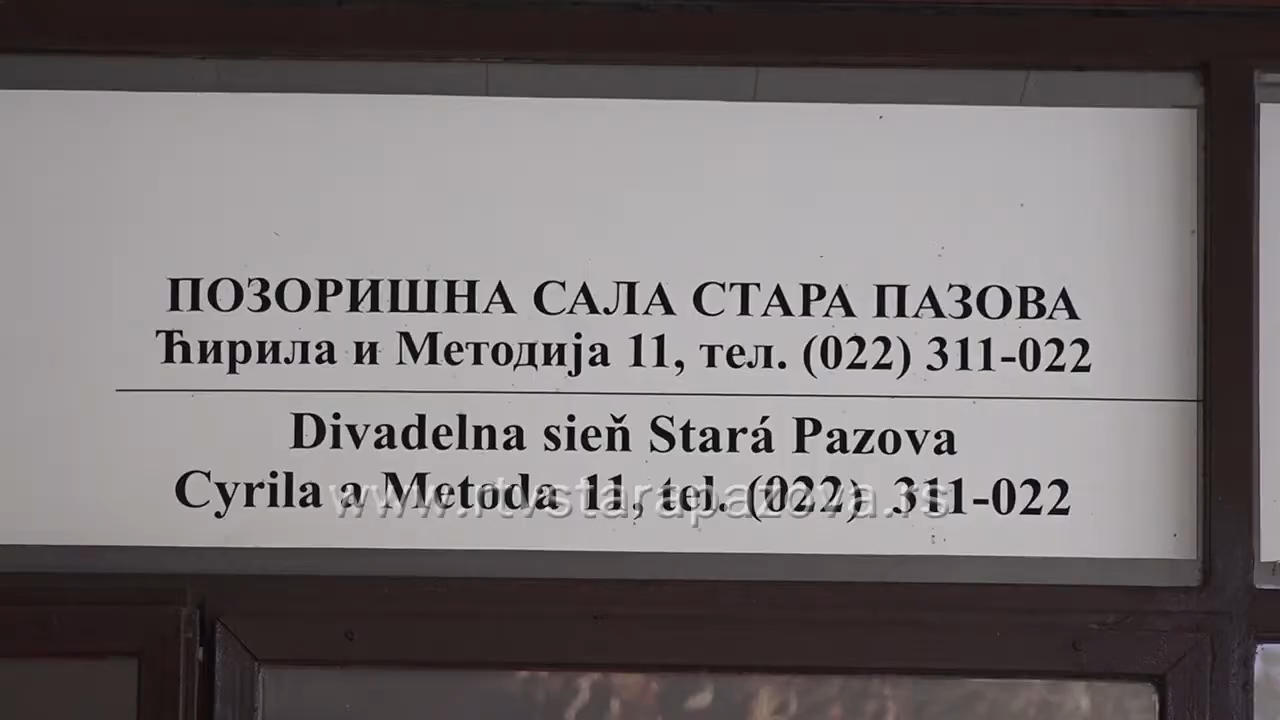 ПОЗОРИШНА САЛА СТАРА ПАЗОВА
Ћирила и Методија 11, тел. (022) 311-022
Divadelna sieň Stará Pazova
Cyrila a Metoda 11, tel. (022) 311-022
www.rtvstarapazova.rs